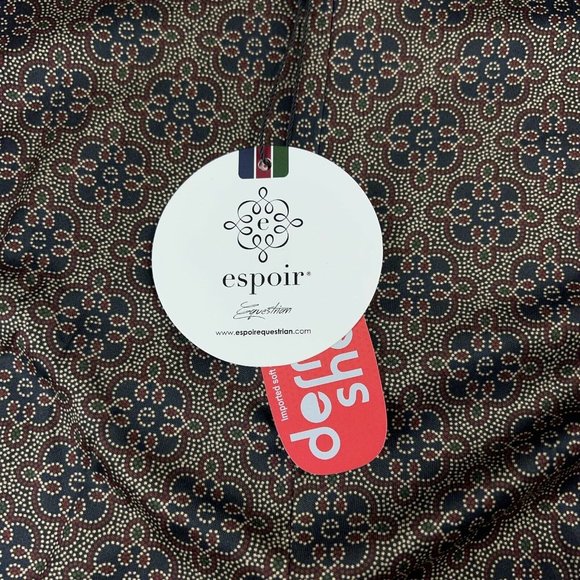 e
espoir®
Equestrian
www.espoirequestrian.com
Imported soft